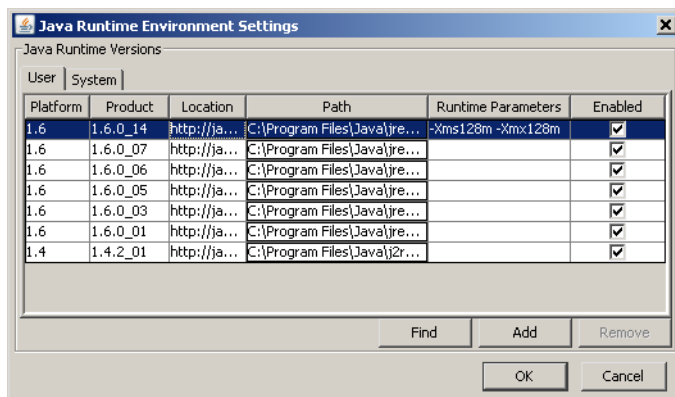 Java Runtime Environment Settings
Java Runtime Versions
User System
Platform Product Location Path Runtime Parameters Enabled
1.6 1.6.0_14 http://ja... C:\Program Files\Java\jre... -Xms128m -Xmx128m
1.6 1.6.0_07 http://ja... C:\Program Files\Java\jre...
1.6 1.6.0_06 http://ja... C:\Program Files\Java\jre...
1.6 1.6.0_05 http://ja... C:\Program Files\Java\jre...
1.6 1.6.0_03 http://ja... C:\Program Files\Java\jre...
1.6 1.6.0_01 http://ja... C:\Program Files\Java\jre...
1.4 1.4.2_01 http://ja... C:\Program Files\Java\j2r...
Find Add Remove
OK Cancel